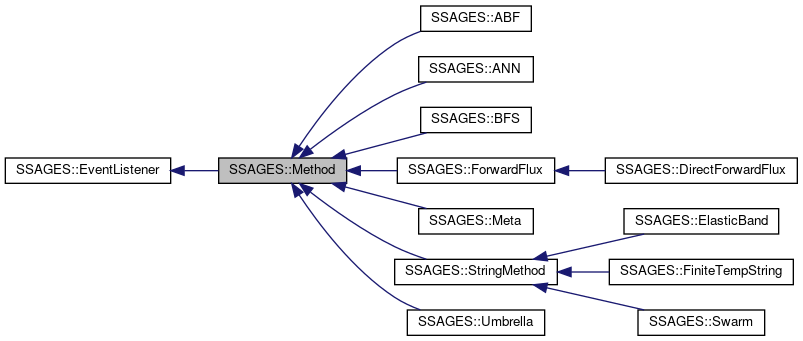 SSAGES::ABF
SSAGES::ANN
SSAGES::BFS
SSAGES::EventListener
SSAGES::Method
SSAGES::ForwardFlux
SSAGES::DirectForwardFlux
SSAGES::Meta
SSAGES::ElasticBand
SSAGES::StringMethod
SSAGES::FiniteTempString
SSAGES::Umbrella
SSAGES::Swarm